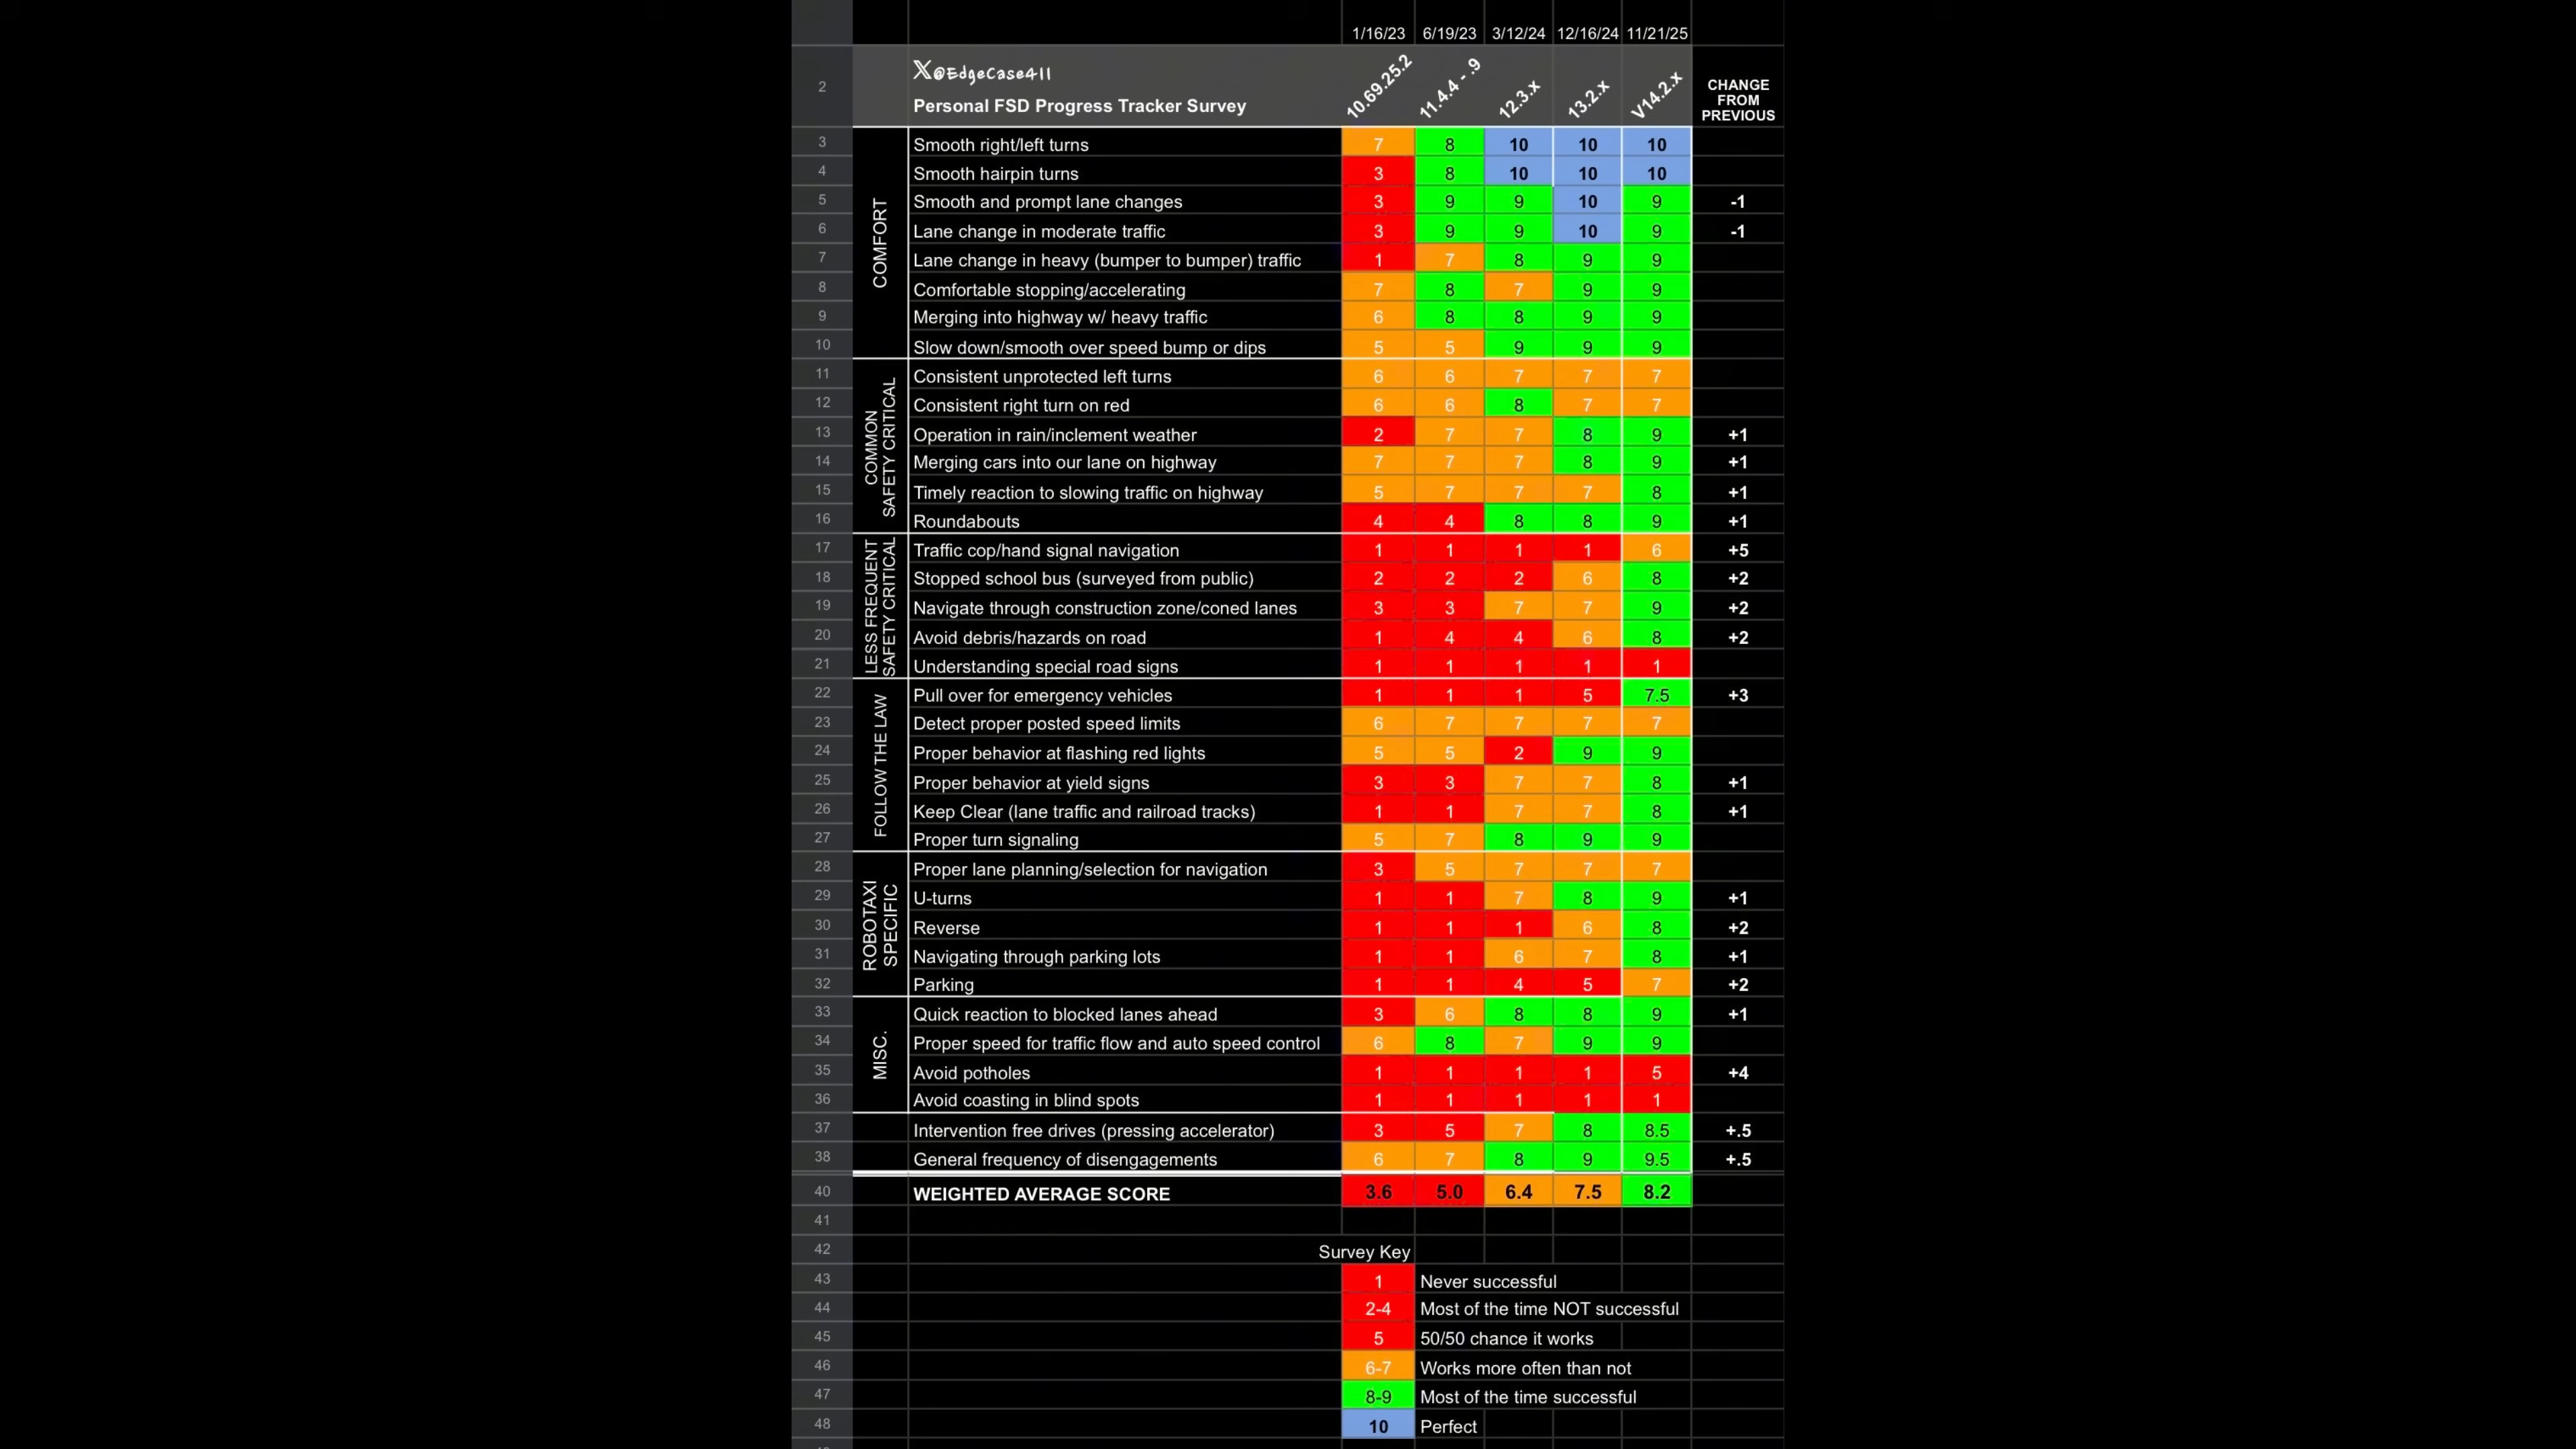 1/16/23 6/19/23 3/12/24 12/16/24 11/21/25
2 𝕏@EdgeCase411 Personal FSD Progress Tracker Survey 10.69.25.2 11.4.4 - .9 12.3.x 13.2.x V14.2.x CHANGE FROM PREVIOUS
COMFORT
3 Smooth right/left turns 7 8 10 10 10
4 Smooth hairpin turns 3 8 10 10 10
5 Smooth and prompt lane changes 3 9 9 10 9 -1
6 Lane change in moderate traffic 3 9 9 10 9 -1
7 Lane change in heavy (bumper to bumper) traffic 1 7 8 9 9
8 Comfortable stopping/accelerating 7 8 7 9 9
9 Merging into highway w/ heavy traffic 6 8 8 9 9
10 Slow down/smooth over speed bump or dips 5 5 9 9 9
COMMON SAFETY CRITICAL
11 Consistent unprotected left turns 6 6 7 7 7
12 Consistent right turn on red 6 6 8 7 7
13 Operation in rain/inclement weather 2 7 7 8 9 +1
14 Merging cars into our lane on highway 7 7 7 8 9 +1
15 Timely reaction to slowing traffic on highway 5 7 7 7 8 +1
16 Roundabouts 4 4 8 8 9 +1
LESS FREQUENT SAFETY CRITICAL
17 Traffic cop/hand signal navigation 1 1 1 1 6 +5
18 Stopped school bus (surveyed from public) 2 2 2 6 8 +2
19 Navigate through construction zone/coned lanes 3 3 7 7 9 +2
20 Avoid debris/hazards on road 1 4 4 6 8 +2
21 Understanding special road signs 1 1 1 1 1
FOLLOW THE LAW
22 Pull over for emergency vehicles 1 1 1 5 7.5 +3
23 Detect proper posted speed limits 6 7 7 7 7
24 Proper behavior at flashing red lights 5 5 2 9 9
25 Proper behavior at yield signs 3 3 7 7 8 +1
26 Keep Clear (lane traffic and railroad tracks) 1 1 7 7 8 +1
27 Proper turn signaling 5 7 8 9 9
ROBOTAXI SPECIFIC
28 Proper lane planning/selection for navigation 3 5 7 7 7
29 U-turns 1 1 7 8 9 +1
30 Reverse 1 1 1 6 8 +2
31 Navigating through parking lots 1 1 6 7 8 +1
32 Parking 1 1 4 5 7 +2
MISC.
33 Quick reaction to blocked lanes ahead 3 6 8 8 9 +1
34 Proper speed for traffic flow and auto speed control 6 8 7 9 9
35 Avoid potholes 1 1 1 1 5 +4
36 Avoid coasting in blind spots 1 1 1 1 1
37 Intervention free drives (pressing accelerator) 3 5 7 8 8.5 +.5
38 General frequency of disengagements 6 7 8 9 9.5 +.5
40 WEIGHTED AVERAGE SCORE 3.6 5.0 6.4 7.5 8.2
41
42 Survey Key
43 1 Never successful
44 2-4 Most of the time NOT successful
45 5 50/50 chance it works
46 6-7 Works more often than not
47 8-9 Most of the time successful
48 10 Perfect